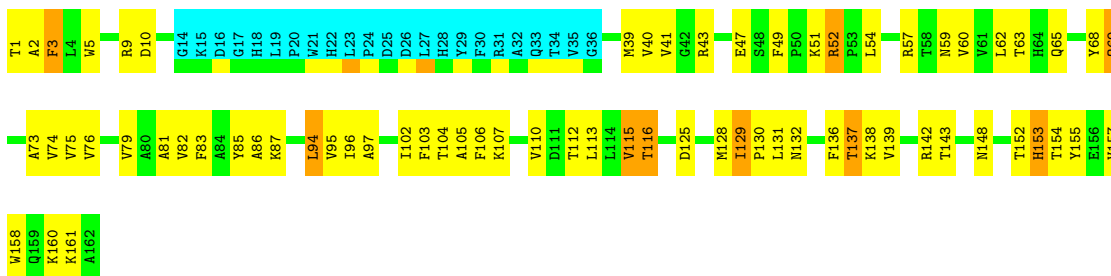 T1 A2 F3 L4 W5 R9 D10 G14 K15 D16 G17 H18 L19 P20 W21 H22 L23 P24 D25 D26 L27 H28 Y29 F30 R31 A32 Q33 T34 V35 G36 M39 V40 V41 G42 R43 E47 S48 F49 P50 K51 R52 P53 L54 R57 T58 N59 V60 V61 L62 T63 H64 Q65 Y68
A73 V74 V75 V76 V79 A80 A81 V82 F83 A84 Y85 A86 K87 L94 V95 I96 A97 I102 F103 T104 A105 F106 K107 V110 D111 T112 L113 L114 V115 T116 D125 M128 I129 P130 L131 N132 F136 T137 K138 V139 R142 T143 N148 T152 H153 T154 Y155 E156
W158 Q159 K160 K161 A162